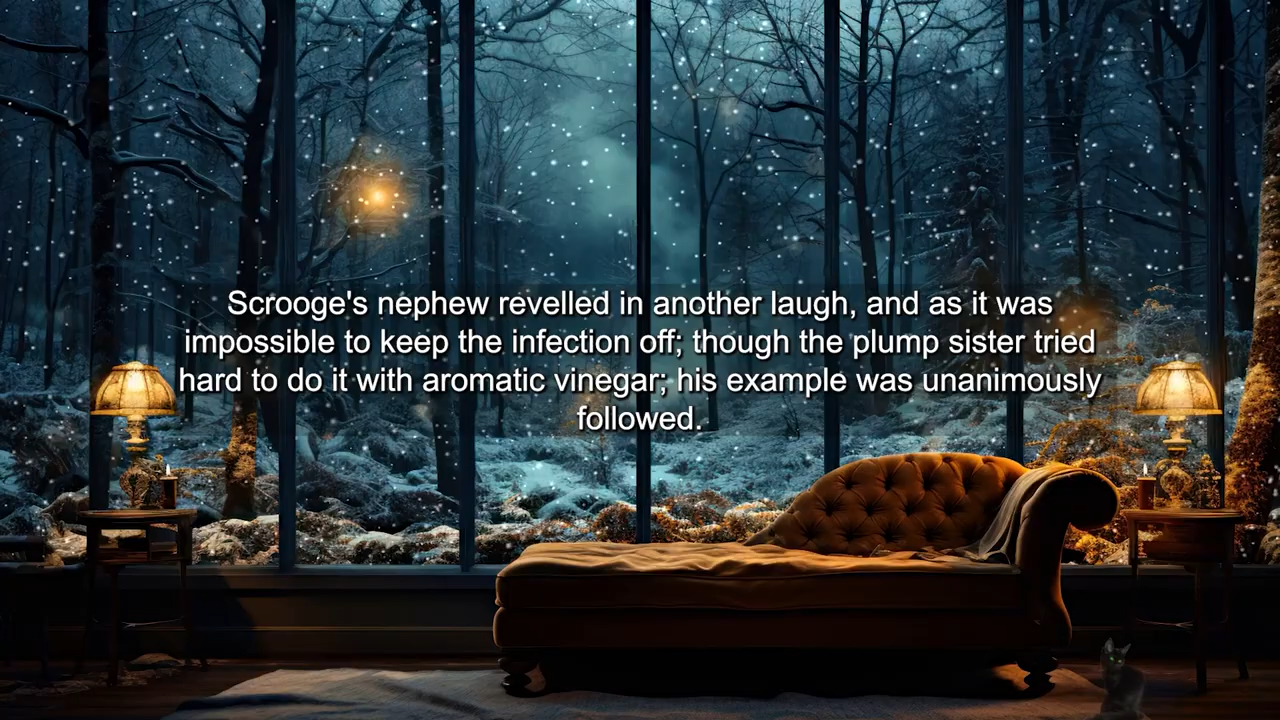 Scrooge's nephew revelled in another laugh, and as it was
impossible to keep the infection off; though the plump sister tried
hard to do it with aromatic vinegar; his example was unanimously
followed.